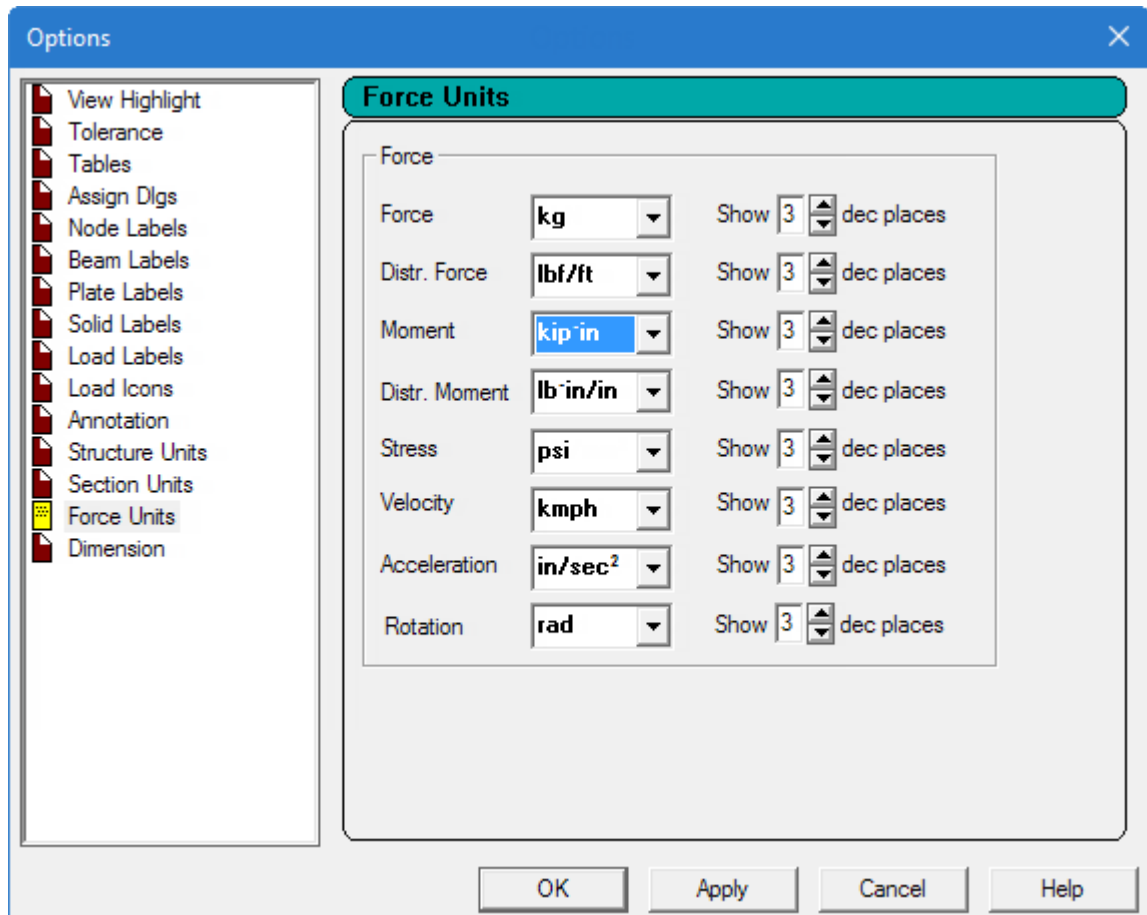 Options
View Highlight
Tolerance
Tables
Assign Dlgs
Node Labels
Beam Labels
Plate Labels
Solid Labels
Load Labels
Load Icons
Annotation
Structure Units
Section Units
Force Units
Dimension
Force Units
Force
Force kg Show 3 dec places
Distr. Force lbf/ft Show 3 dec places
Moment kip-in Show 3 dec places
Distr. Moment lb-in/in Show 3 dec places
Stress psi Show 3 dec places
Velocity kmph Show 3 dec places
Acceleration in/sec² Show 3 dec places
Rotation rad Show 3 dec places
OK Apply Cancel Help